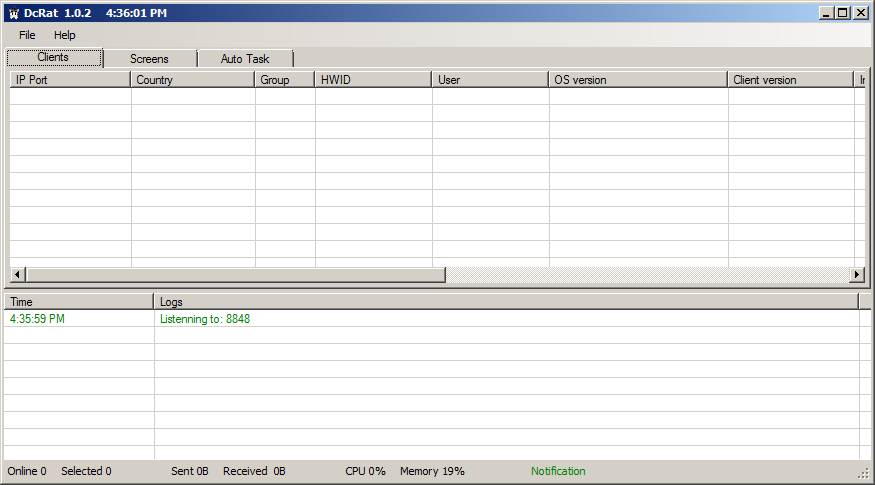 DcRat 1.0.2 4:36:01 PM
File Help
Clients Screens Auto Task
IP Port Country Group HWID User OS version Client version
Time Logs
4:35:59 PM Listenning to: 8848
Online 0 Selected 0 Sent 0B Received 0B CPU 0% Memory 19% Notification